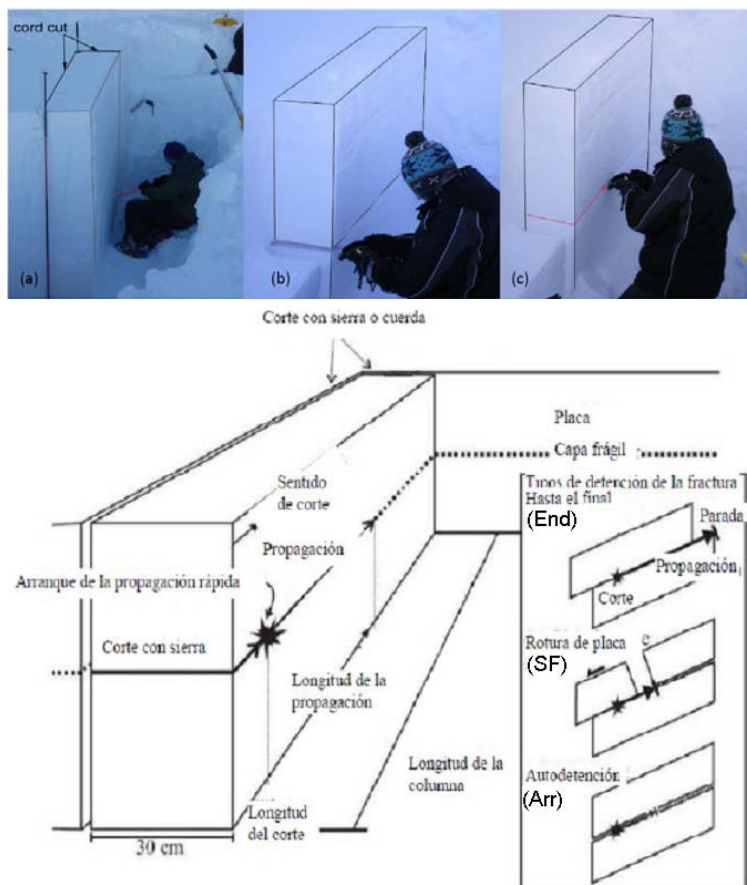 cord cut
(a)
(b)
(c)
Corte con sierra o cuerda
Placa
Capa frágil
Sentido
de corte
Propagación
Arranque de la propagación rápida
Corte con sierra
Longitud de la
propagación
Longitud de la
columna
Longitud
del corte
30 cm
Tipos de detención de la fractura
Hasta el final
(End)
Parada
Propagación
Corte
Rotura de placa
(SF)
e
Autodetención
(Arr)